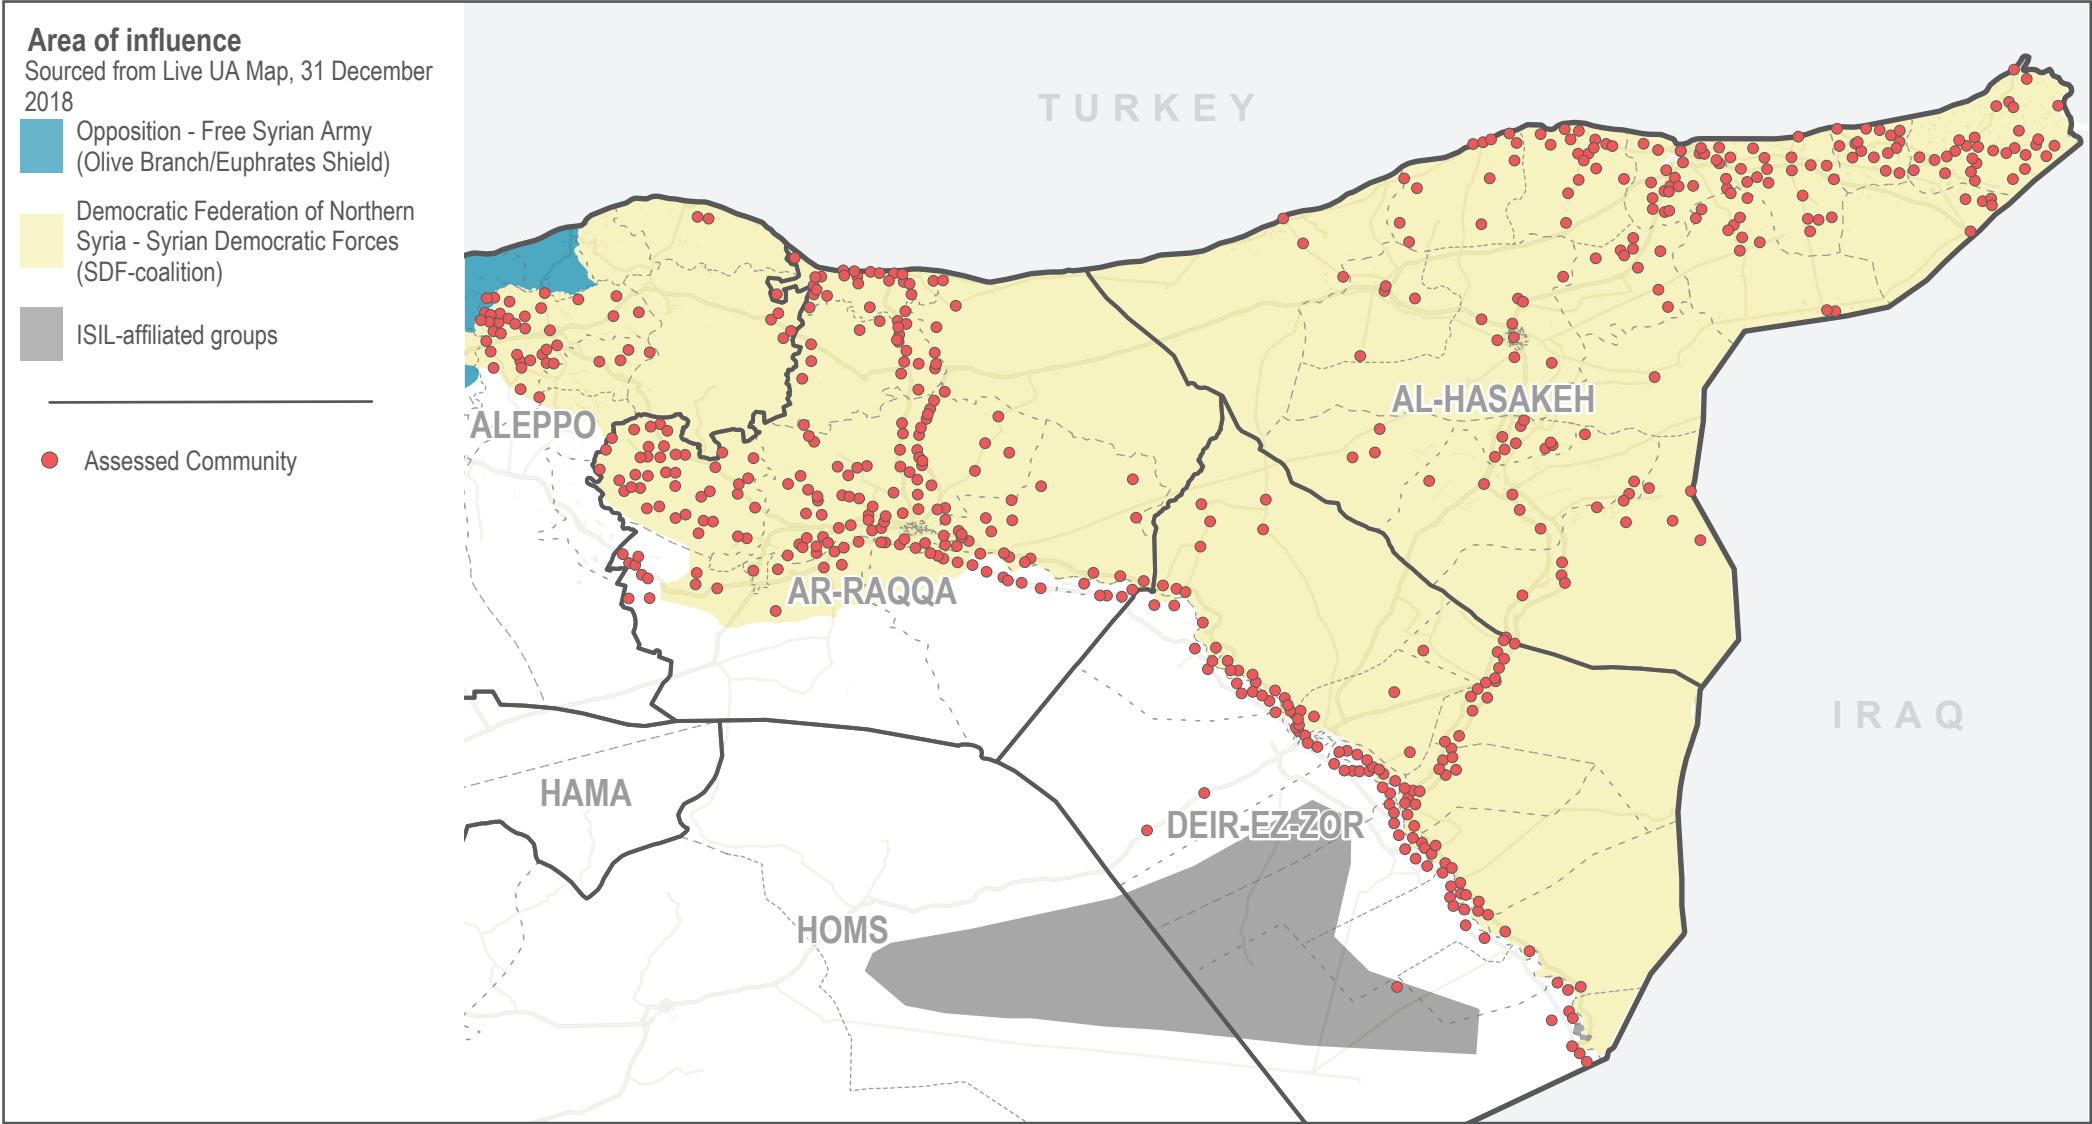 Area of influence
Sourced from Live UA Map, 31 December
2018
Opposition - Free Syrian Army
(Olive Branch/Euphrates Shield)
Democratic Federation of Northern
Syria - Syrian Democratic Forces
(SDF-coalition)
ISIL-affiliated groups
Assessed Community
TURKEY
AL-HASAKEH
ALEPPO
AR-RAQQA
IRAQ
HAMA
DEIR-EZ-ZOR
HOMS